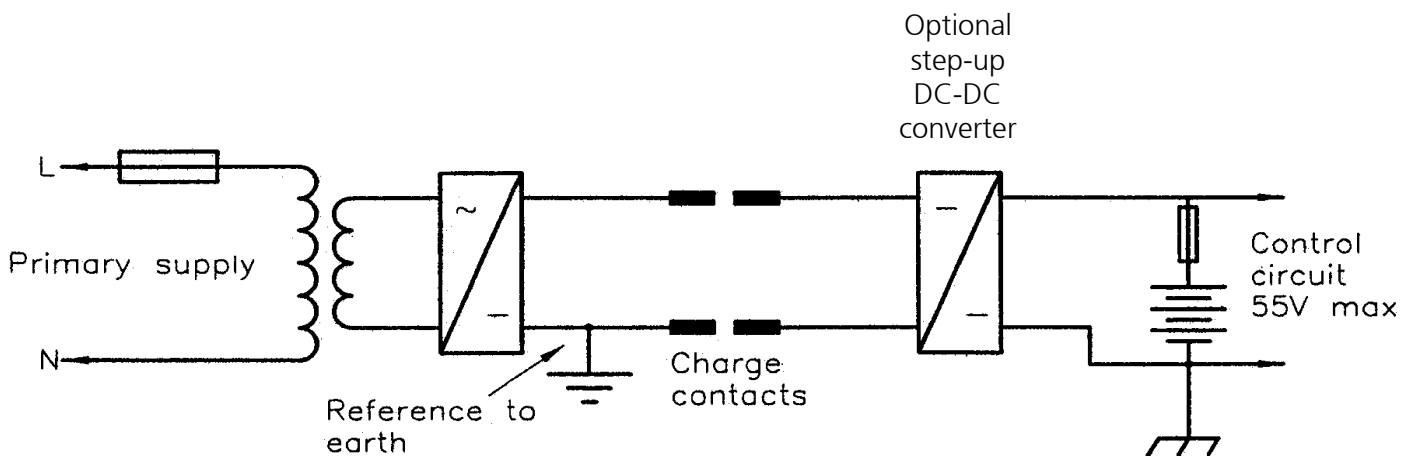 Optional
step-up
DC-DC
converter
L
Primary supply
N
~
–
Reference to
earth
Charge
contacts
–
–
Control
circuit
55V max